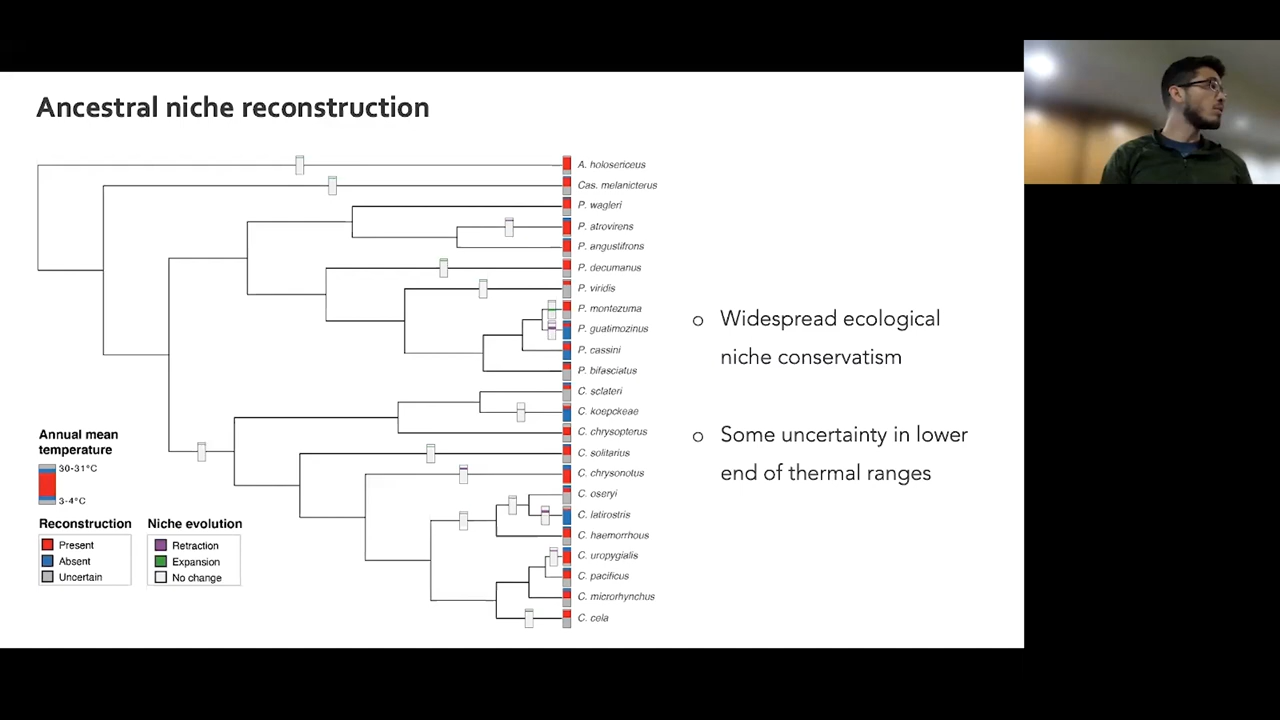 Ancestral niche reconstruction
A. holosericeus
Cas. melanicterus
P. wagleri
P. atrovirens
P. angustifrons
P. decumanus
P. viridis
P. montezuma
P. guatimozinus
P. cassini
P. bifasciatus
C. sclateri
C. koepckeae
C. chrysopterus
C. solitarius
C. chrysonotus
C. oseryi
C. latirostris
C. haemorrhous
C. uropygialis
C. pacificus
C. microrhynchus
C. cela
Annual mean
temperature
30-31°C
3-4°C
Reconstruction
Present
Absent
Uncertain
Niche evolution
Retraction
Expansion
No change
o Widespread ecological
niche conservatism
o Some uncertainty in lower
end of thermal ranges